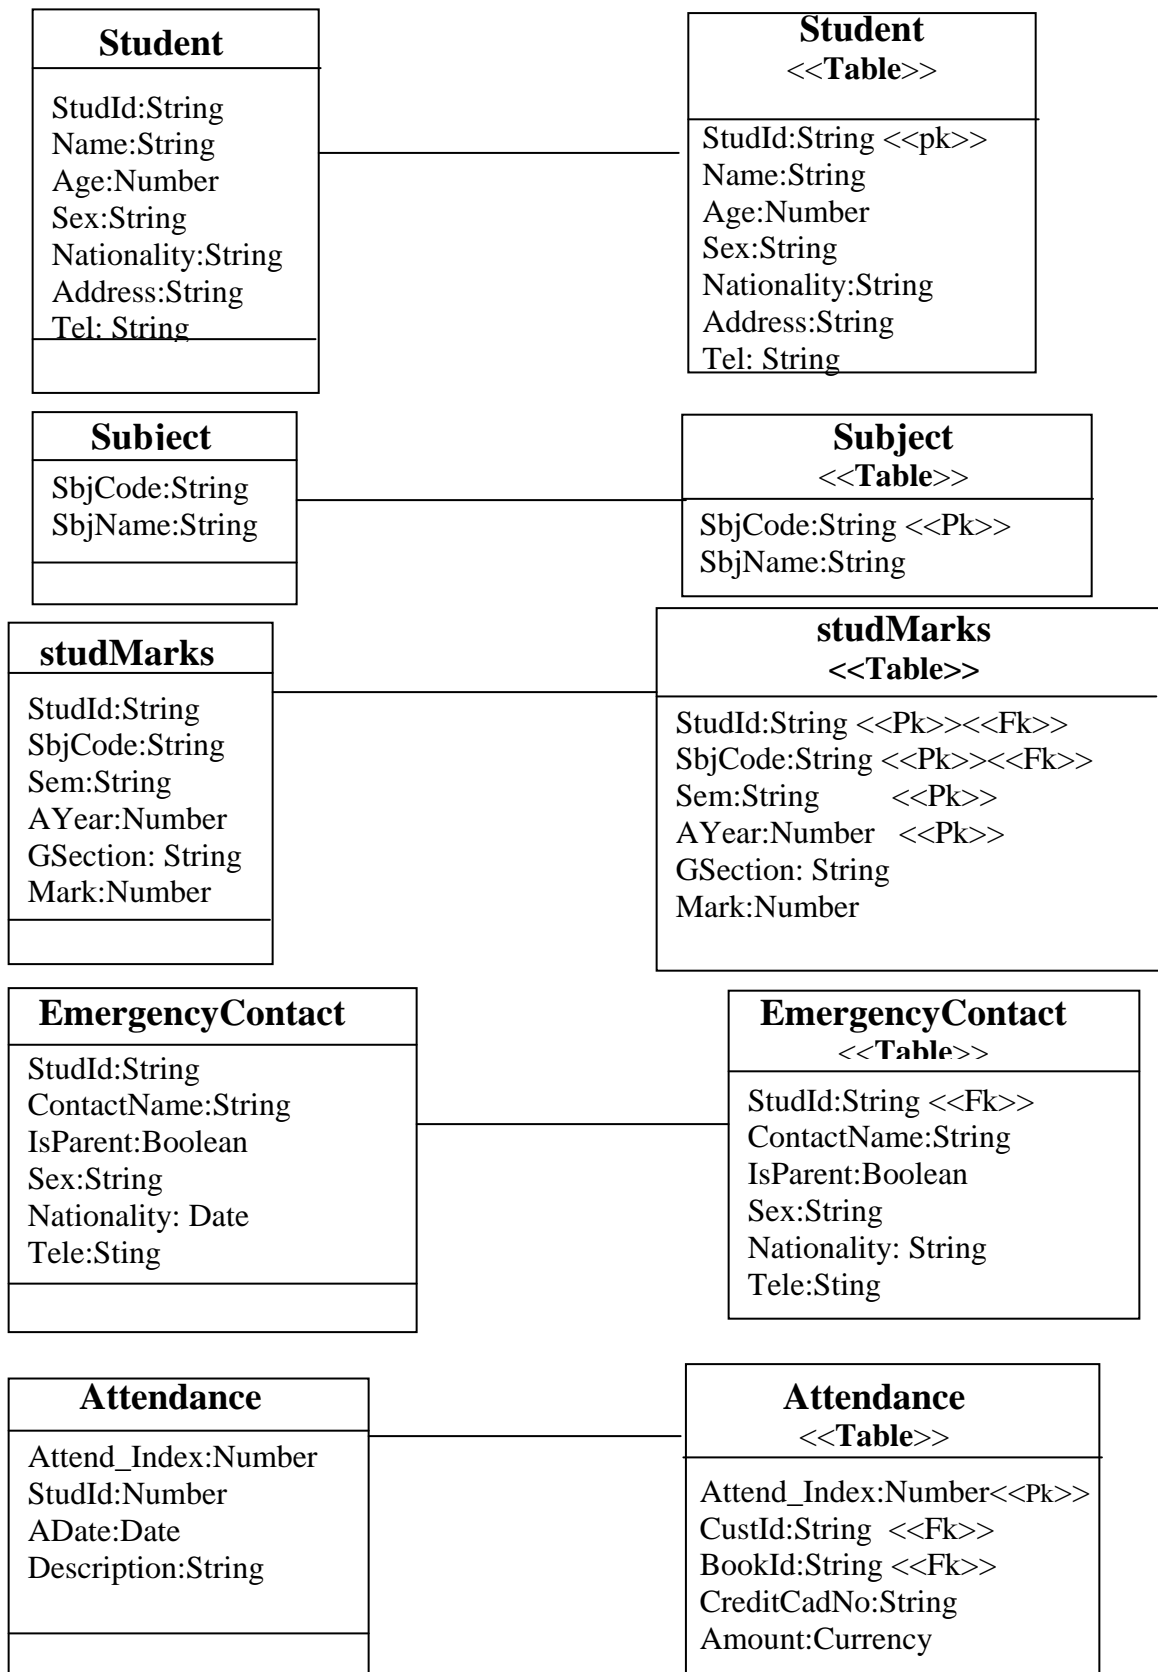 Student
StudId:String
Name:String
Age:Number
Sex:String
Nationality:String
Address:String
Tel: String
Student
<<Table>>
StudId:String <<pk>>
Name:String
Age:Number
Sex:String
Nationality:String
Address:String
Tel: String
Subject
SbjCode:String
SbjName:String
Subject
<<Table>>
SbjCode:String <<Pk>>
SbjName:String
studMarks
StudId:String
SbjCode:String
Sem:String
AYear:Number
GSection: String
Mark:Number
studMarks
<<Table>>
StudId:String <<Pk>><<Fk>>
SbjCode:String <<Pk>><<Fk>>
Sem:String <<Pk>>
AYear:Number <<Pk>>
GSection: String
Mark:Number
EmergencyContact
StudId:String
ContactName:String
IsParent:Boolean
Sex:String
Nationality: Date
Tele:Sting
EmergencyContact
<<Table>>
StudId:String <<Fk>>
ContactName:String
IsParent:Boolean
Sex:String
Nationality: String
Tele:Sting
Attendance
Attend_Index:Number
StudId:Number
ADate:Date
Description:String
Attendance
<<Table>>
Attend_Index:Number<<Pk>>
CustId:String <<Fk>>
BookId:String <<Fk>>
CreditCadNo:String
Amount:Currency